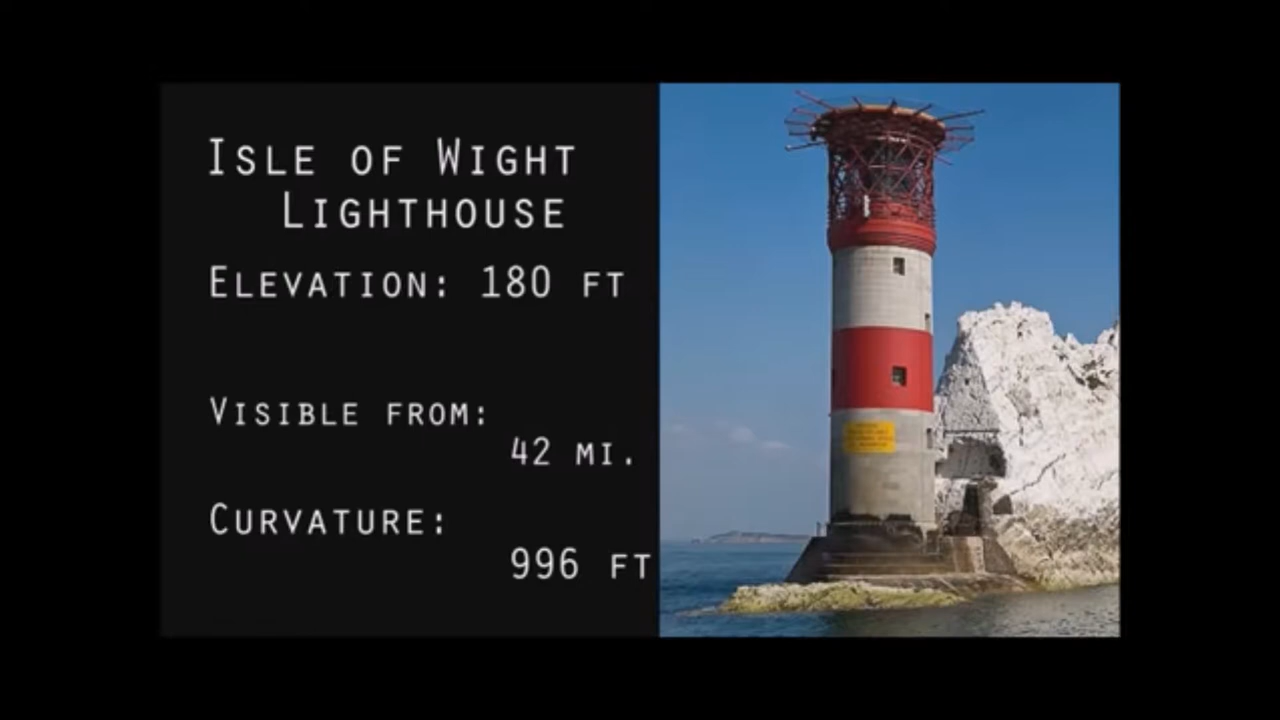 Isle of Wight
Lighthouse
Elevation: 180 ft
Visible from:
42 mi.
Curvature:
996 ft